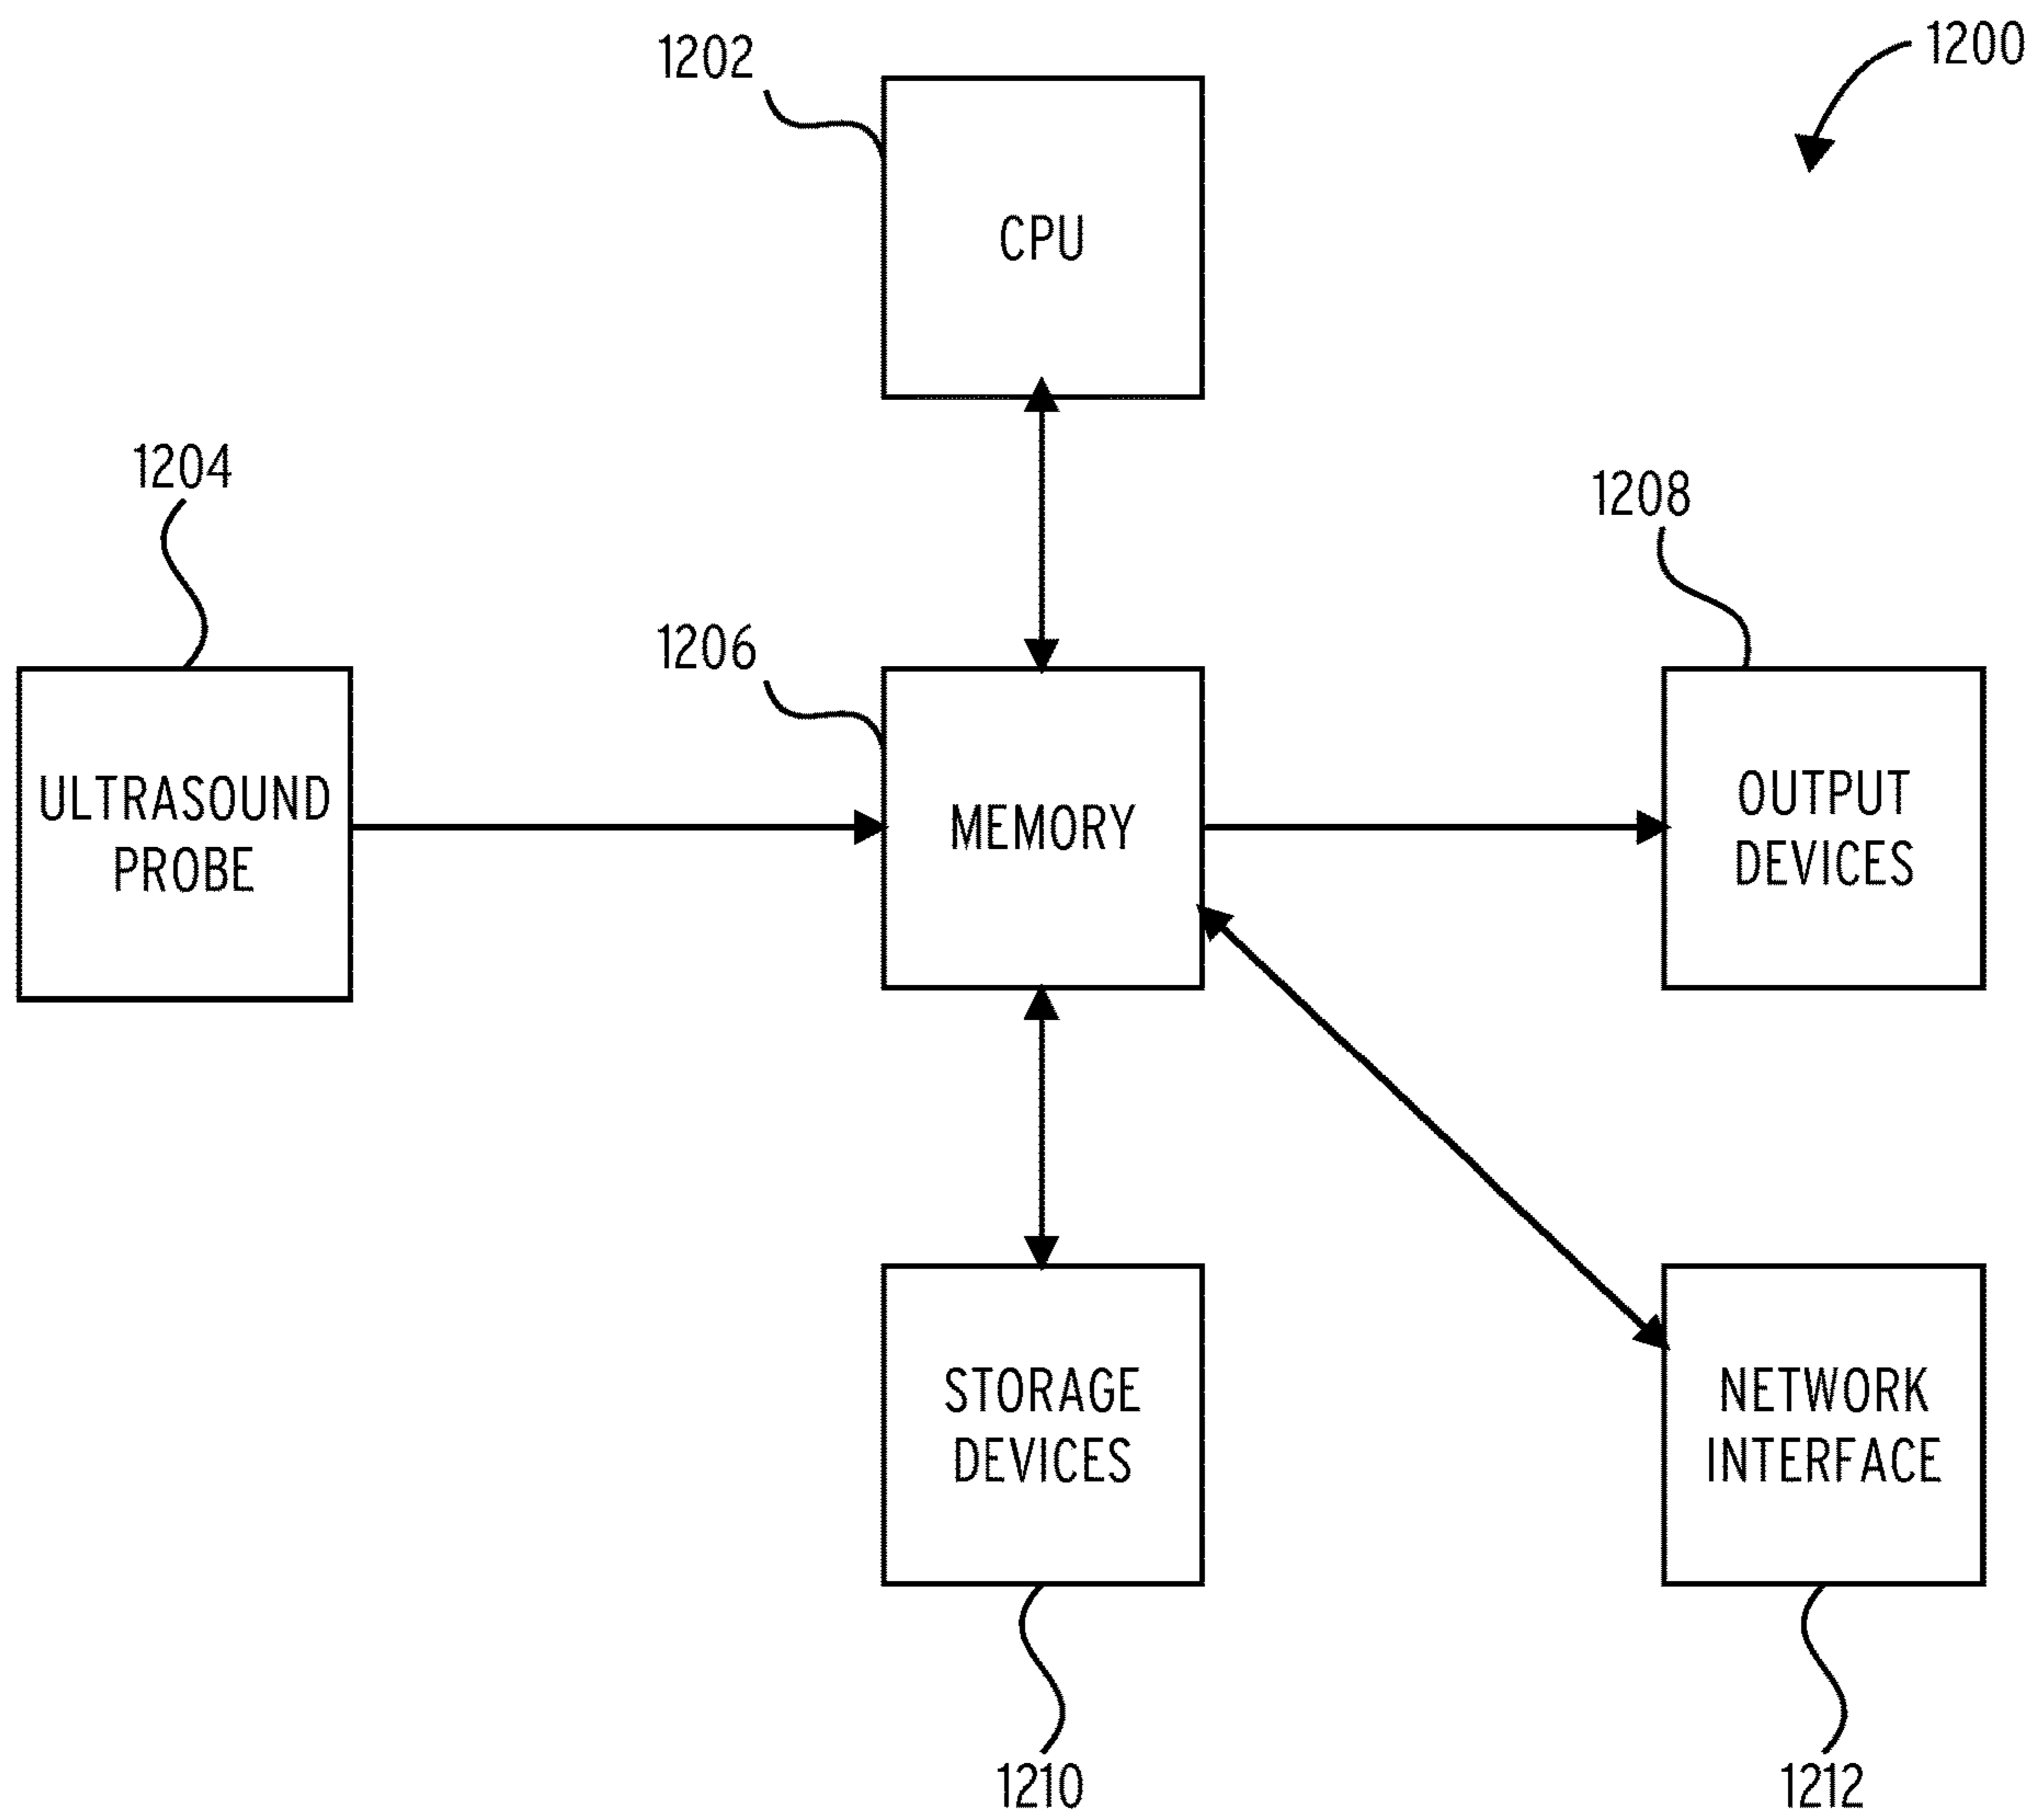 1200
1202
CPU
1204
1208
1206
ULTRASOUND
PROBE
MEMORY
OUTPUT
DEVICES
STORAGE
DEVICES
NETWORK
INTERFACE
1210
1212